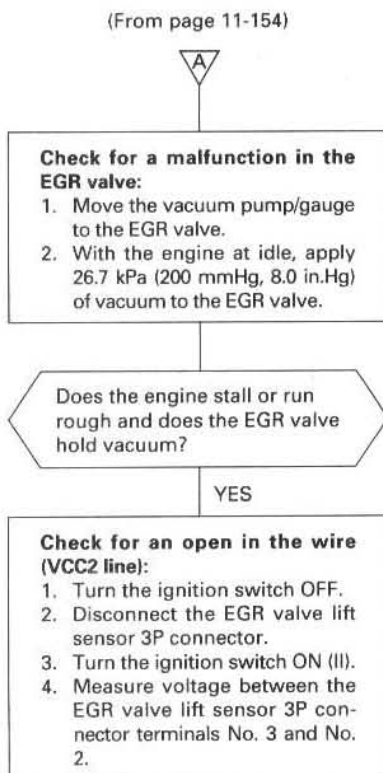 (From page 11-154)
A
Check for a malfunction in the
EGR valve:
1. Move the vacuum pump/gauge
to the EGR valve.
2. With the engine at idle, apply
26.7 kPa (200 mmHg, 8.0 in.Hg)
of vacuum to the EGR valve.
Does the engine stall or run
rough and does the EGR valve
hold vacuum?
YES
Check for an open in the wire
(VCC2 line):
1. Turn the ignition switch OFF.
2. Disconnect the EGR valve lift
sensor 3P connector.
3. Turn the ignition switch ON (II).
4. Measure voltage between the
EGR valve lift sensor 3P con-
nector terminals No. 3 and No.
2.